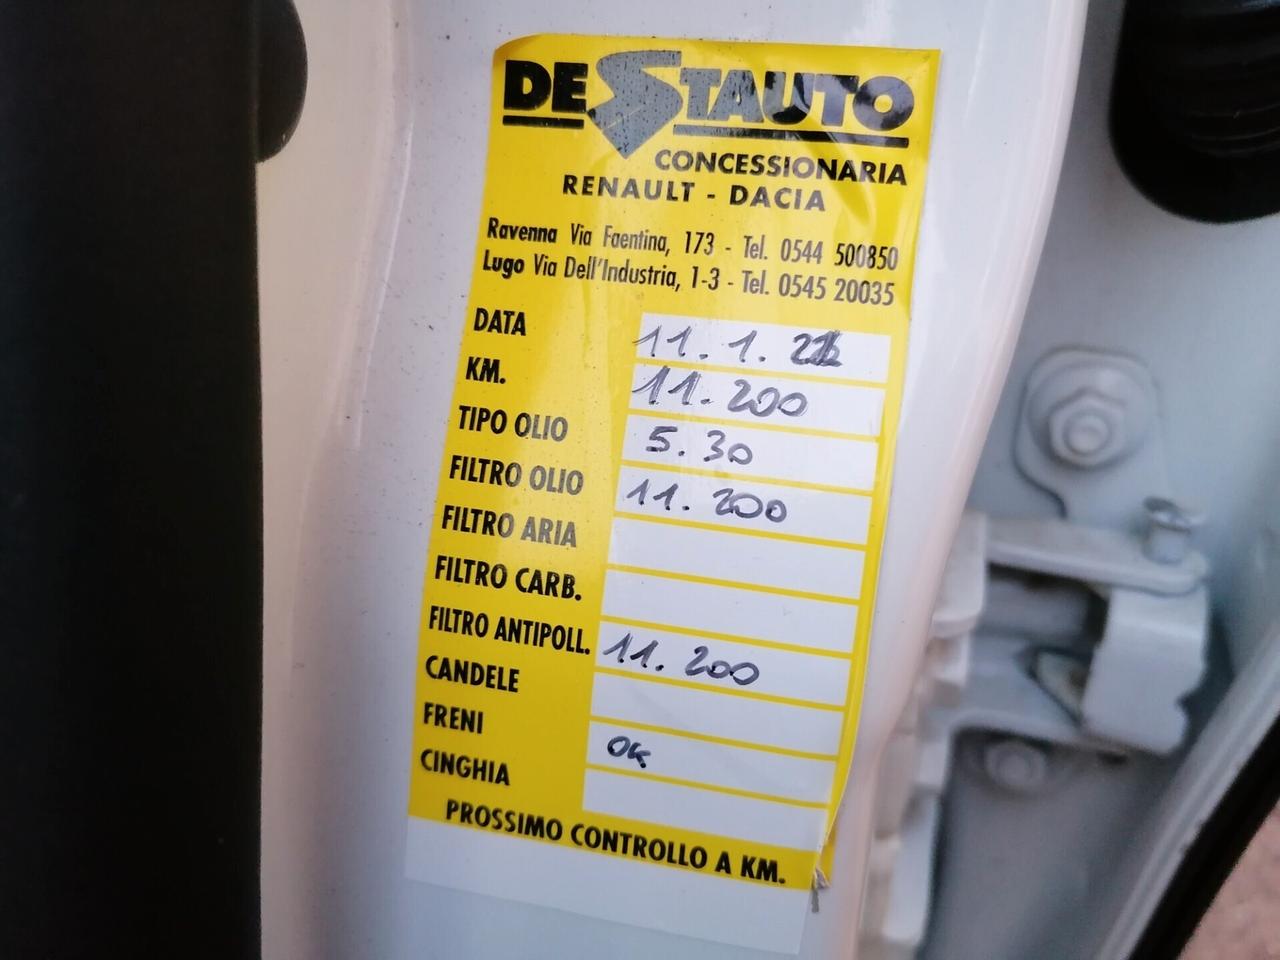 DESTAUTO
CONCESSIONARIA
RENAULT - DACIA
Ravenna Via Faentina, 173 - Tel. 0544 500850
Lugo Via Dell'Industria, 1-3 - Tel. 0545 20035
DATA 11.1.
KM. 11.200
TIPO OLIO 5.30
FILTRO OLIO 11.200
FILTRO ARIA
FILTRO CARB.
FILTRO ANTIPOLL. 11.200
CANDELE
FRENI OK
CINGHIA
PROSSIMO CONTROLLO A KM.